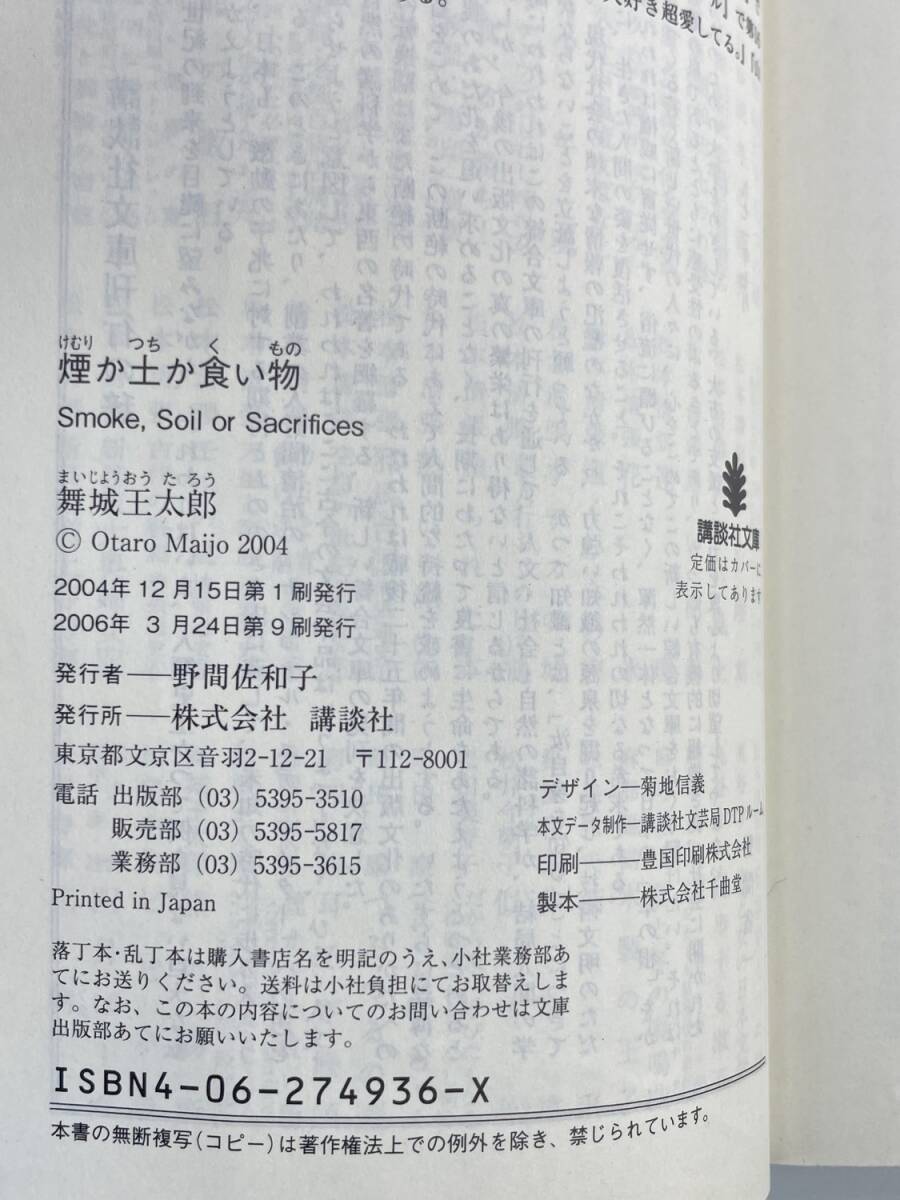 る。
』で第
大好き超愛してる。』『
けむり つち く もの
煙か土か食い物
Smoke, Soil or Sacrifices
まいじょうおう た ろう
舞城王太郎
© Otaro Maijo 2004
2004年12月15日第1刷発行
2006年 3月24日第9刷発行
発行者——野間佐和子
発行所——株式会社 講談社
東京都文京区音羽2-12-21 〒112-8001
電話 出版部 (03) 5395-3510
販売部 (03) 5395-5817
業務部 (03) 5395-3615
Printed in Japan
講談社文庫
定価はカバーに
表示してあります
デザイン—菊地信義
本文データ制作—講談社文芸局DTPルーム
印刷———豊国印刷株式会社
製本———株式会社千曲堂
落丁本・乱丁本は購入書店名を明記のうえ、小社業務部あ
てにお送りください。送料は小社負担にてお取替えしま
す。なお、この本の内容についてのお問い合わせは文庫
出版部あてにお願いいたします。
ISBN4-06-274936-X
本書の無断複写(コピー)は著作権法上での例外を除き、禁じられています。